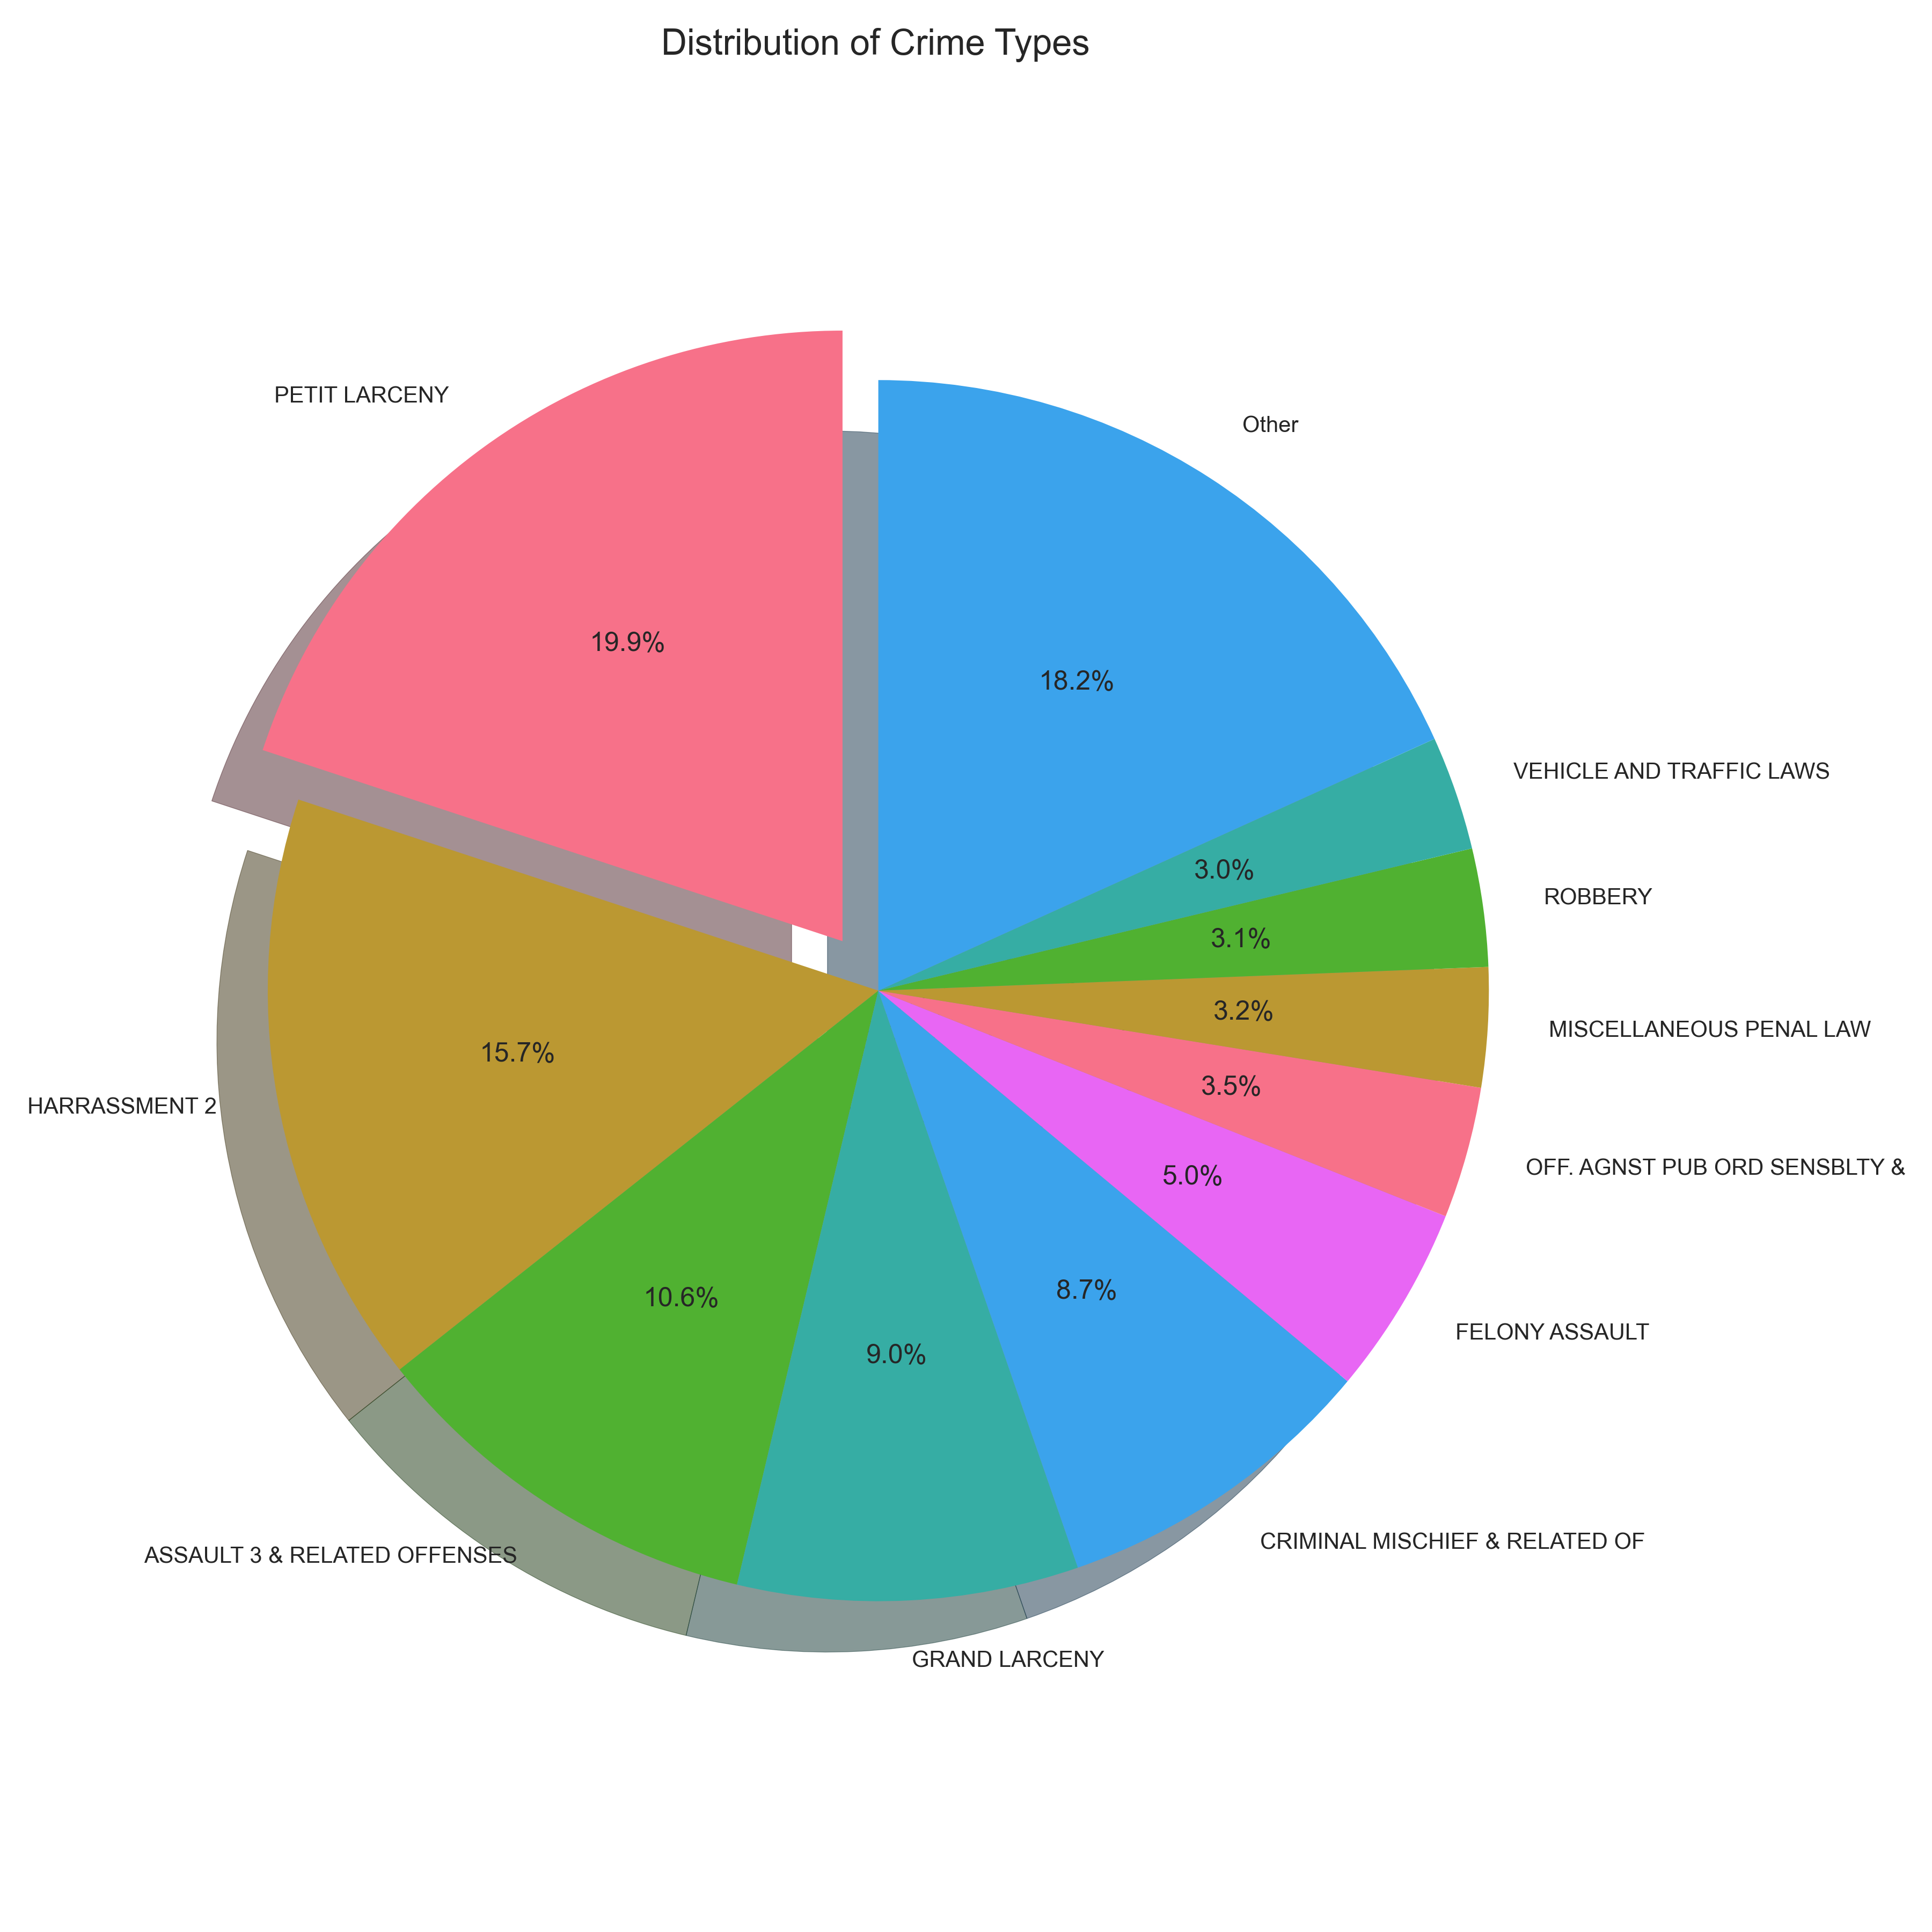 Distribution of Crime Types
PETIT LARCENY
Other
19.9%
18.2%
VEHICLE AND TRAFFIC LAWS
3.0%
ROBBERY
3.1%
3.2%
MISCELLANEOUS PENAL LAW
15.7%
3.5%
HARRASSMENT 2
OFF. AGNST PUB ORD SENSBLTY &
5.0%
10.6%
8.7%
FELONY ASSAULT
9.0%
CRIMINAL MISCHIEF & RELATED OF
ASSAULT 3 & RELATED OFFENSES
GRAND LARCENY